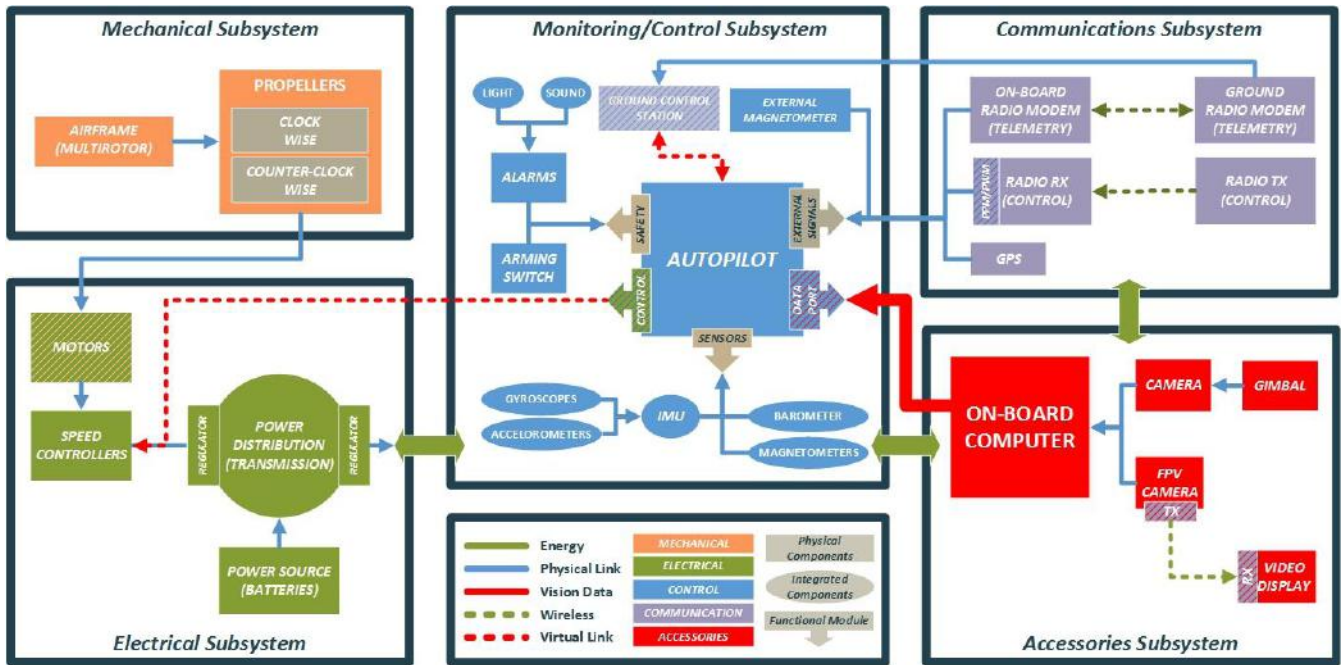 Mechanical Subsystem
PROPELLERS
CLOCK
WISE
COUNTER-CLOCK
WISE
AIRFRAME
(MULTIROTOR)
Monitoring/Control Subsystem
LIGHT
SOUND
GROUND CONTROL
STATION
EXTERNAL
MAGNETOMETER
ALARMS
ARMING
SWITCH
SAFETY
EXTERNAL
SIGNALS
AUTOPILOT
CONTROL
DATA
PORT
SENSORS
GYROSCOPES
ACCELOROMETERS
IMU
BAROMETER
MAGNETOMETERS
Communications Subsystem
ON-BOARD
RADIO MODEM
(TELEMETRY)
GROUND
RADIO MODEM
(TELEMETRY)
PPM/PWM
RADIO RX
(CONTROL)
RADIO TX
(CONTROL)
GPS
MOTORS
SPEED
CONTROLLERS
REGULATOR
POWER
DISTRIBUTION
(TRANSMISSION)
REGULATOR
POWER SOURCE
(BATTERIES)
Electrical Subsystem
Energy
Physical Link
Vision Data
Wireless
Virtual Link
MECHANICAL
ELECTRICAL
CONTROL
COMMUNICATION
ACCESSORIES
Physical
Components
Integrated
Components
Functional Module
ON-BOARD
COMPUTER
CAMERA
GIMBAL
FPV
CAMERA
TX
RX
VIDEO
DISPLAY
Accessories Subsystem